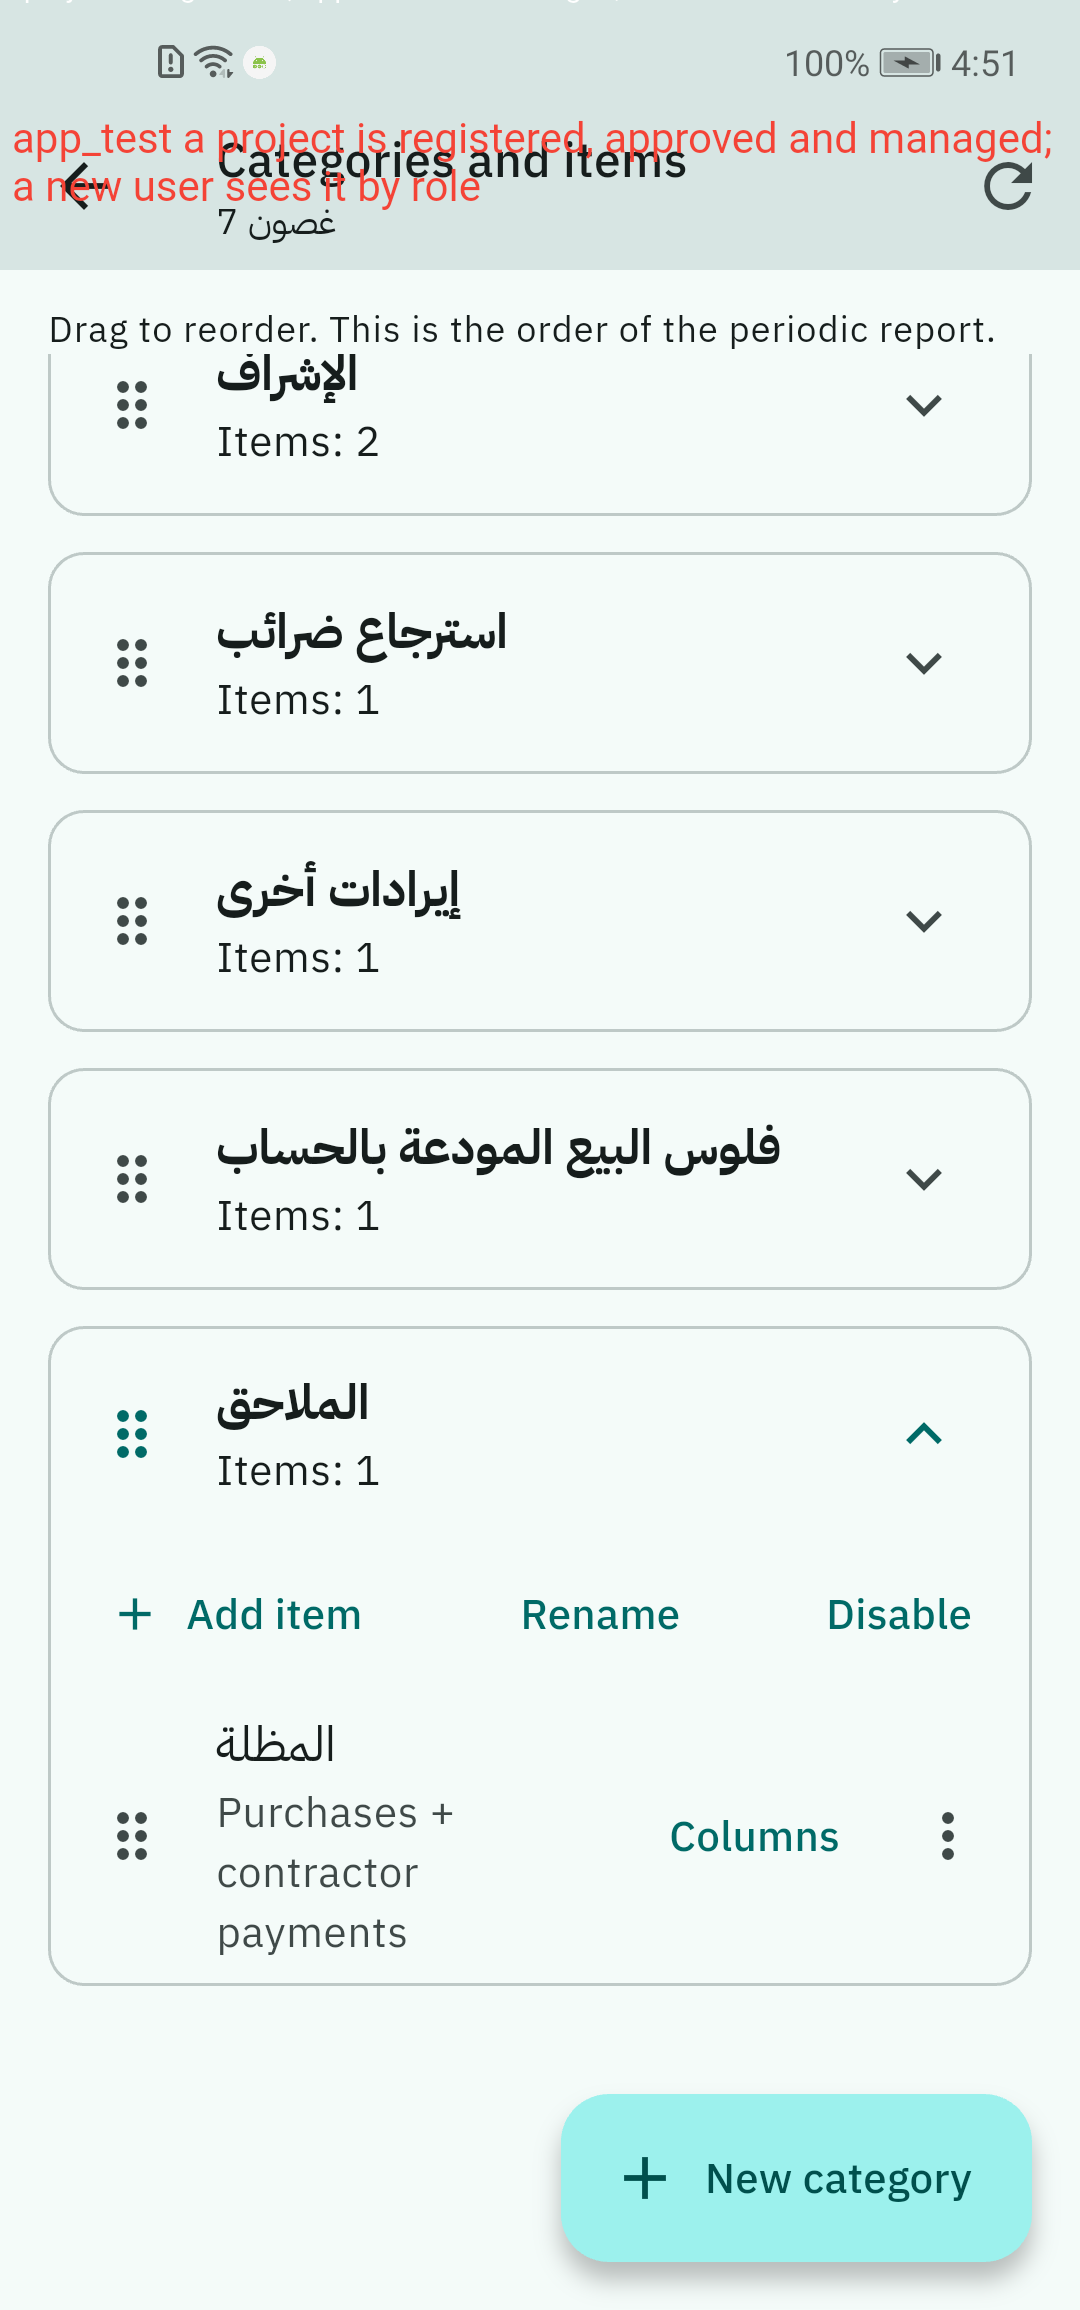 100% 4:51
app_test a project is registered, approved and managed;
a new user sees it by role
Categories and items
غصون 7
Drag to reorder. This is the order of the periodic report.
الإشراف
Items: 2
استرجاع ضرائب
Items: 1
إيرادات أخرى
Items: 1
فلوس البيع المودعة بالحساب
Items: 1
الملاحق
Items: 1
Add item
Rename
Disable
المظلة
Purchases +
contractor
payments
Columns
New category